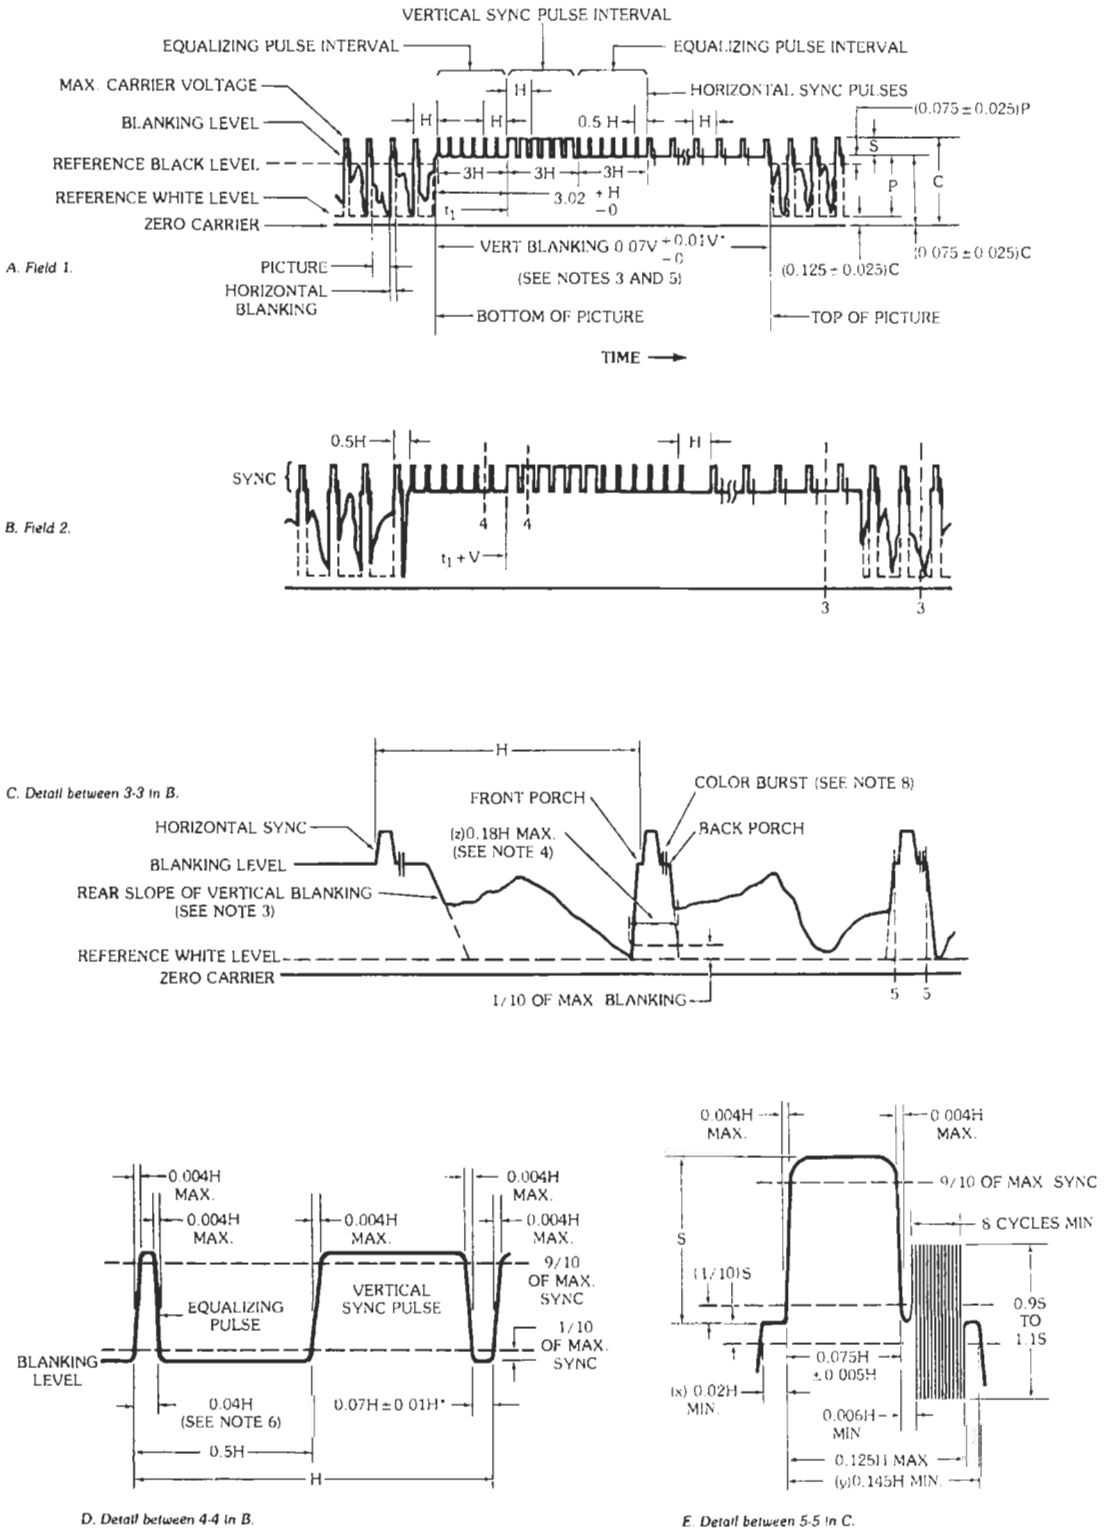 VERTICAL SYNC PULSE INTERVAL
EQUALIZING PULSE INTERVAL
EQUALIZING PULSE INTERVAL
MAX. CARRIER VOLTAGE
H
HORIZONTAL SYNC PULSES
(0.075 ± 0.025)P
BLANKING LEVEL
H
H
0.5 H
H
S
REFERENCE BLACK LEVEL
3H
3H
3H
P
C
REFERENCE WHITE LEVEL
3.02 + H
- 0
t1
ZERO CARRIER
VERT BLANKING 0 07V +0.01V*
-0
(0 075 ± 0 025)C
A. Field 1.
PICTURE
(SEE NOTES 3 AND 5)
(0.125 ± 0.025)C
HORIZONTAL
BLANKING
BOTTOM OF PICTURE
TOP OF PICTURE
TIME
0.5H
H
SYNC
4
4
B. Field 2.
t1 + V
3
3
H
C. Detail between 3-3 in B.
COLOR BURST (SEE NOTE 8)
FRONT PORCH
HORIZONTAL SYNC
(z)0.18H MAX.
(SEE NOTE 4)
BACK PORCH
BLANKING LEVEL
REAR SLOPE OF VERTICAL BLANKING
(SEE NOTE 3)
REFERENCE WHITE LEVEL
ZERO CARRIER
1/10 OF MAX BLANKING
5
5
0.004H
MAX.
0.004H
MAX.
0.004H
MAX.
0.004H
MAX.
9/10
OF MAX.
SYNC
EQUALIZING
PULSE
VERTICAL
SYNC PULSE
1/10
OF MAX.
SYNC
BLANKING
LEVEL
0.04H
(SEE NOTE 6)
0.07H ± 0 01H*
0.5H
H
D. Detail between 4-4 in B.
0.004H
MAX.
0 004H
MAX.
9/10 OF MAX SYNC
8 CYCLES MIN
S
(1/10)S
0.9S
TO
1.1S
0.075H
± 0 005H
(x) 0.02H
MIN.
0.006H
MIN
0.125H MAX
(y)0.145H MIN.
E. Detail between 5-5 in C.